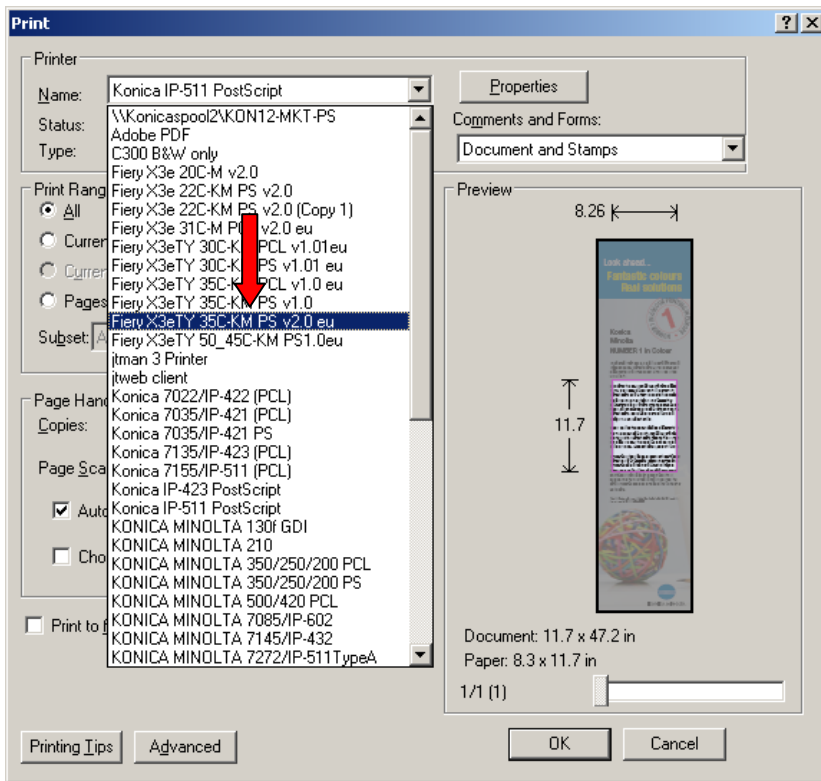 Print
Printer
Name:
Konica IP-511 PostScript
Properties
Status:
Type:
Comments and Forms:
Document and Stamps
\\Konicaspool2\KON12-MKT-PS
Adobe PDF
C300 B&W only
Fiery X3e 20C-M v2.0
Fiery X3e 22C-KM PS v2.0
Fiery X3e 22C-KM PS v2.0 (Copy 1)
Fiery X3e 31C-M v2.0 eu
Fiery X3eTY 30C-K PCL v1.01eu
Fiery X3eTY 30C-K PS v1.01 eu
Fiery X3eTY 35C-K PCL v1.0 eu
Fiery X3eTY 35C-KM PS v1.0
Fiery X3eTY 35C-KM PS v2.0 eu
Fiery X3eTY 50_45C-KM PS1.0eu
jtman 3 Printer
jtweb client
Konica 7022/IP-422 (PCL)
Konica 7035/IP-421 (PCL)
Konica 7035/IP-421 PS
Konica 7135/IP-423 (PCL)
Konica 7155/IP-511 (PCL)
Konica IP-423 PostScript
Konica IP-511 PostScript
KONICA MINOLTA 130f GDI
KONICA MINOLTA 210
KONICA MINOLTA 350/250/200 PCL
KONICA MINOLTA 350/250/200 PS
KONICA MINOLTA 500/420 PCL
KONICA MINOLTA 7085/IP-602
KONICA MINOLTA 7145/IP-432
KONICA MINOLTA 7272/IP-511TypeA
Print Rang
All
Curren
Curren
Pages
Subset: A
Page Hand
Copies:
Page Sca
Auto
Cho
Print to f
Preview
8.26
11.7
Look ahead...
Fantastic colours
Real solutions
1
Konica
Minolta
NUMBER 1 in Colour
Document: 11.7 x 47.2 in
Paper: 8.3 x 11.7 in
1/1 (1)
Printing Tips
Advanced
OK
Cancel